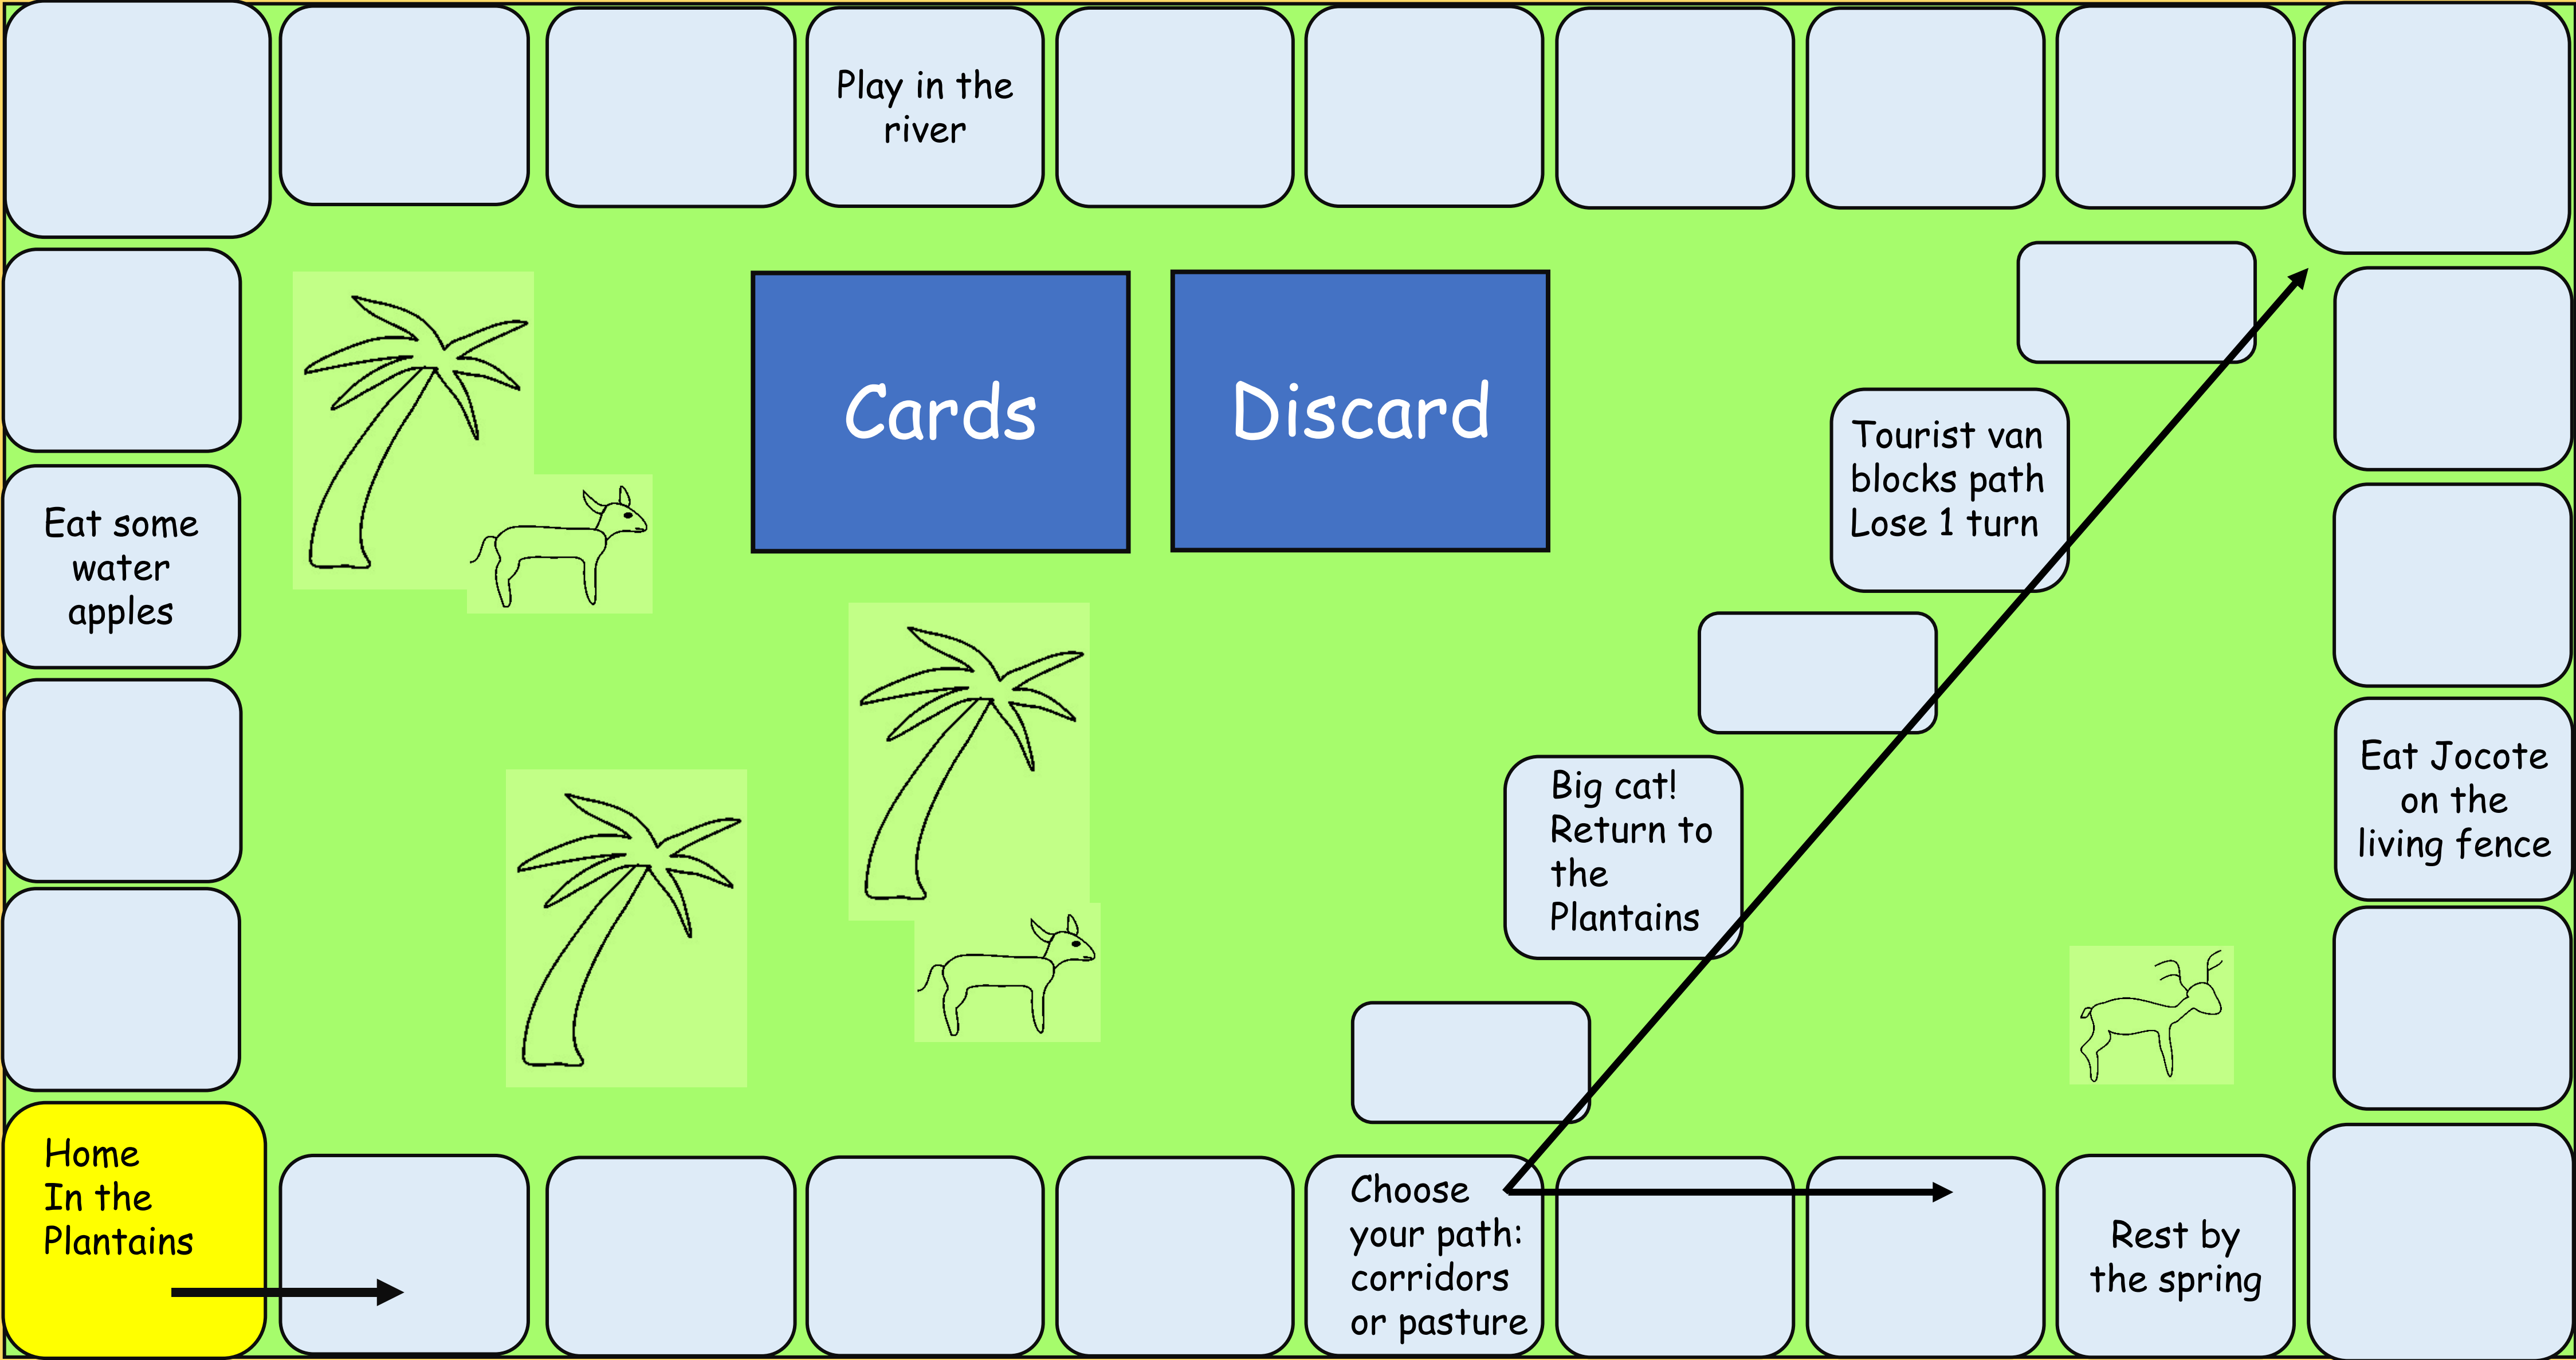 Play in the
river
Cards
Discard
Tourist van
blocks path
Lose 1 turn
Eat some
water
apples
Big cat!
Return to
the
Plantains
Eat Jocote
on the
living fence
Home
In the
Plantains
Choose
your path:
corridors
or pasture
Rest by
the spring